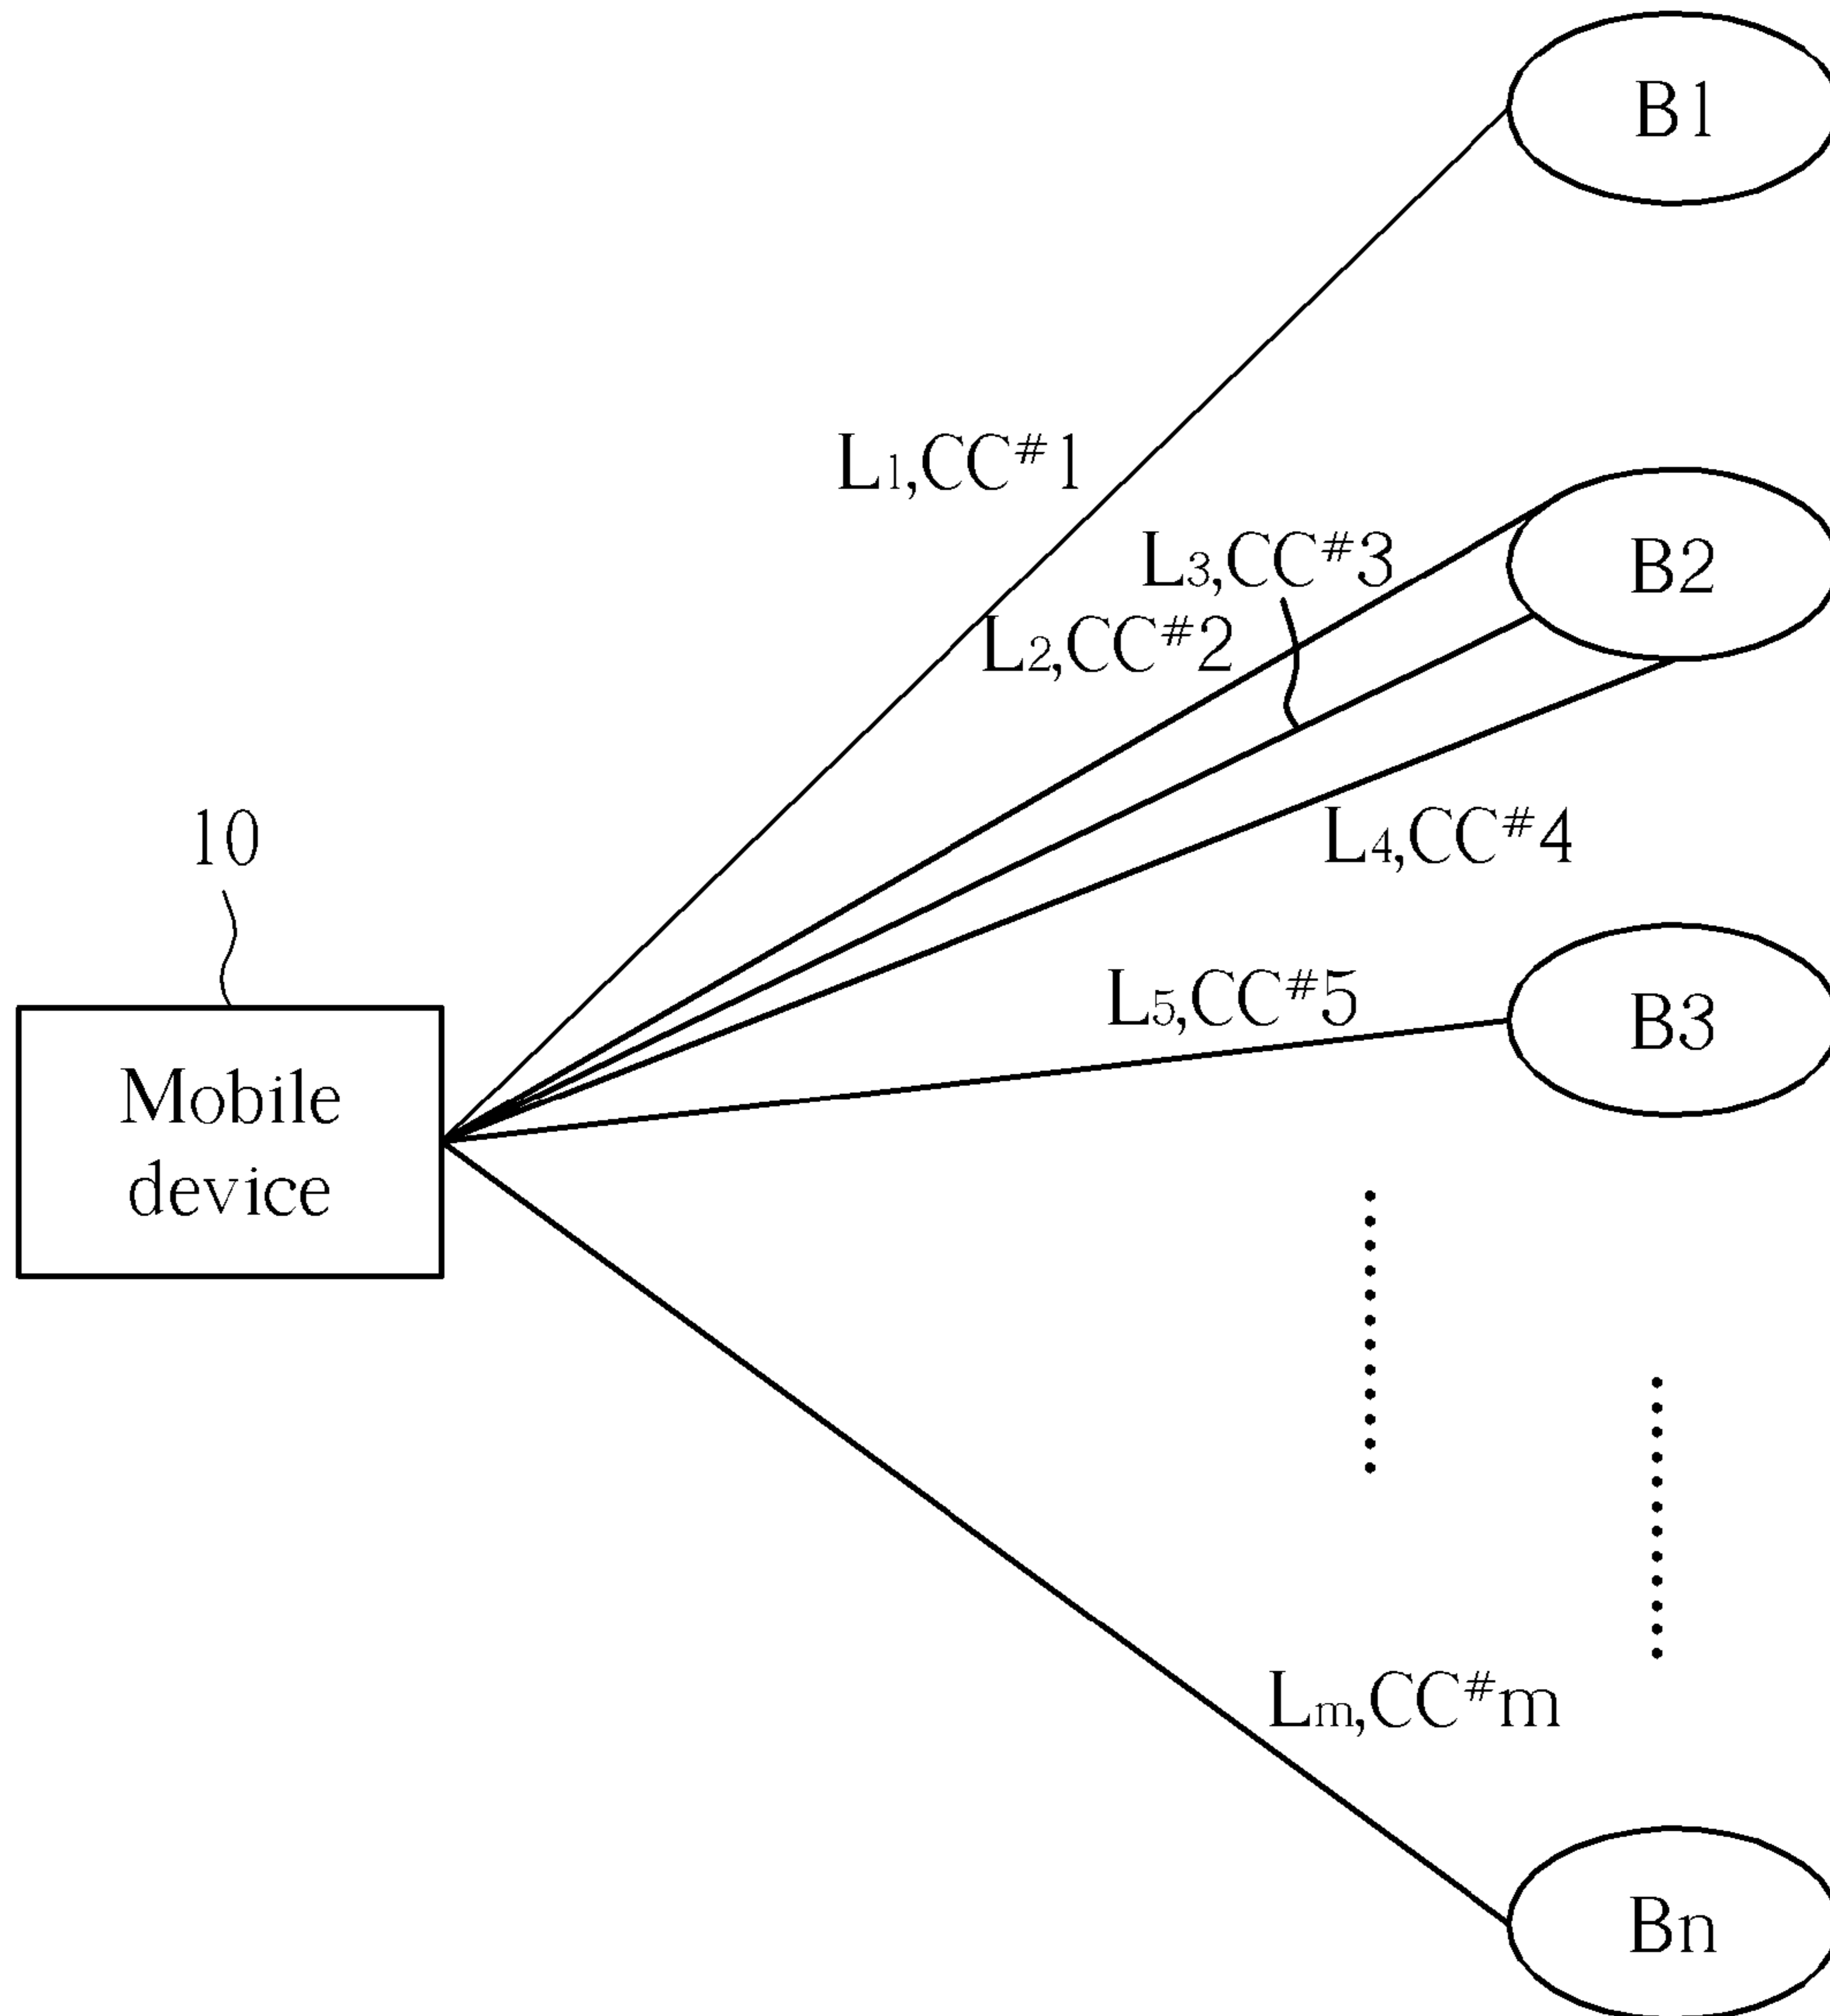 B1
L1,CC#1
B2
L3,CC#3
L2,CC#2
L4,CC#4
10
L5,CC#5
B3
Mobile
device
Lm,CC#m
Bn